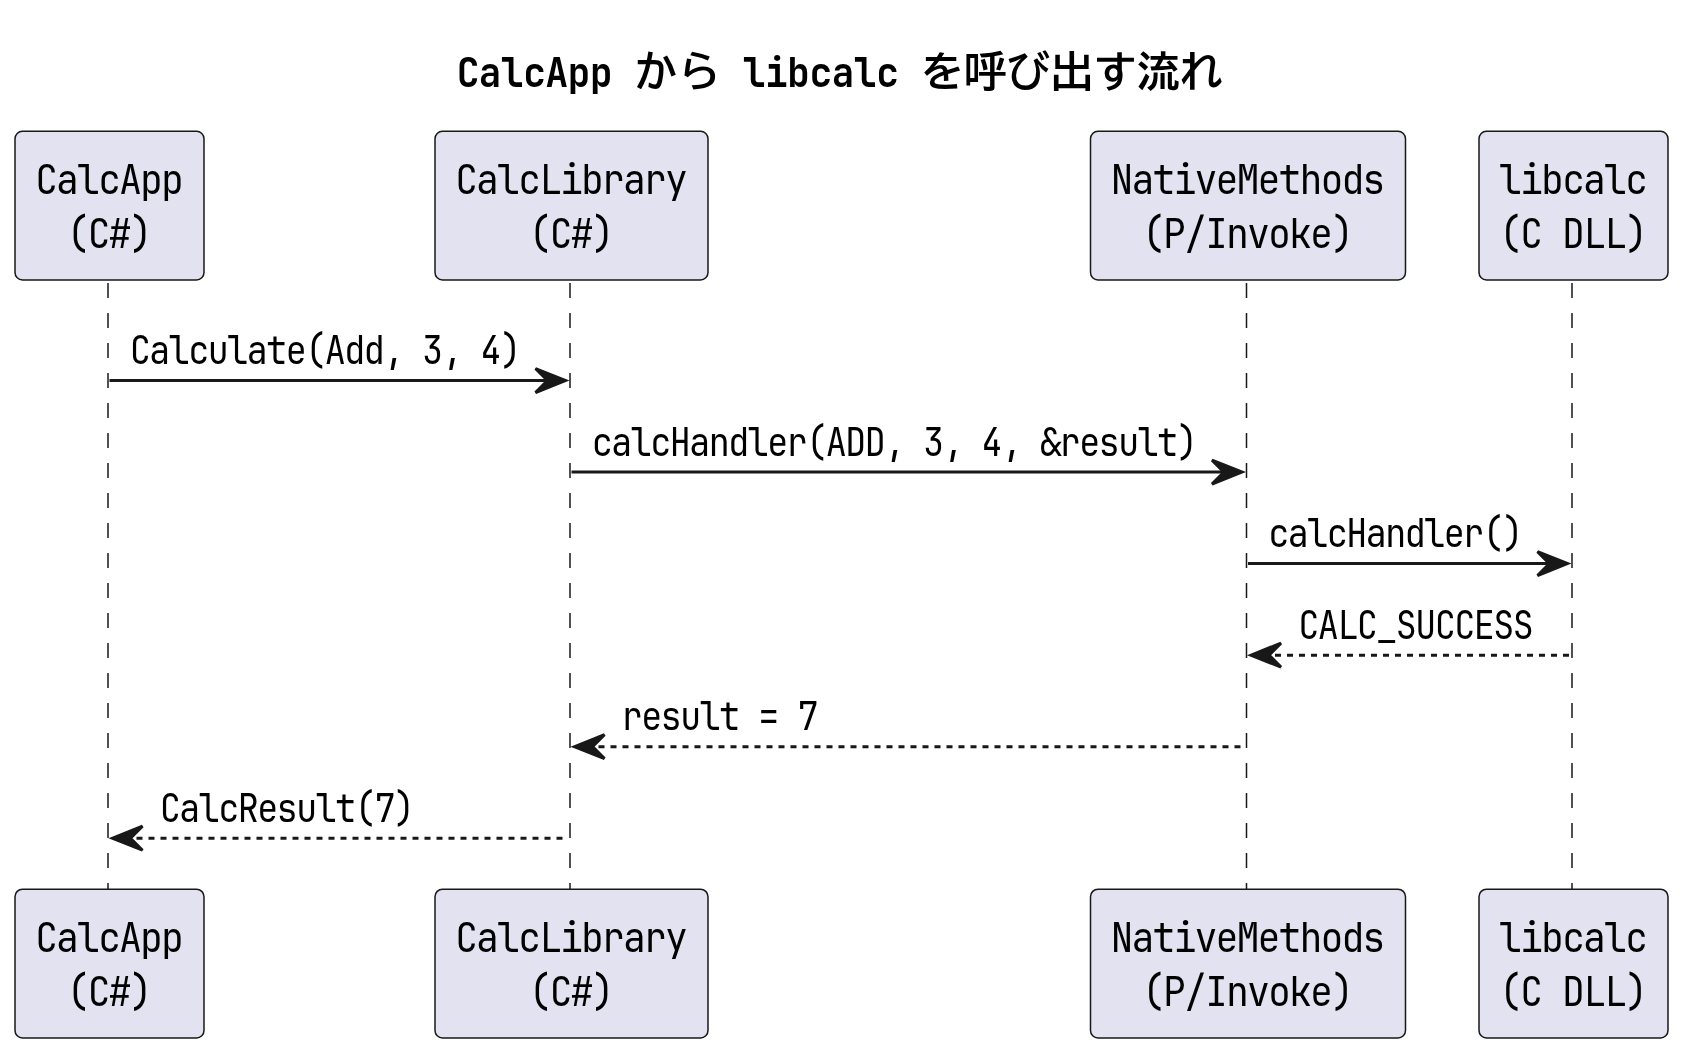 CalcApp から libcalc を呼び出す流れ
CalcApp
(C#)
CalcLibrary
(C#)
NativeMethods
(P/Invoke)
libcalc
(C DLL)
Calculate(Add, 3, 4)
calcHandler(ADD, 3, 4, &result)
calcHandler()
CALC_SUCCESS
result = 7
CalcResult(7)
CalcApp
(C#)
CalcLibrary
(C#)
NativeMethods
(P/Invoke)
libcalc
(C DLL)